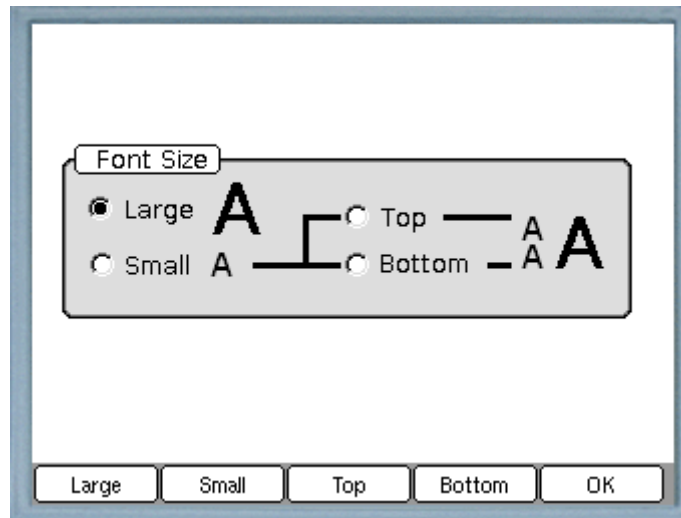 Font Size
Large A Top A A
Small A Bottom A
Large Small Top Bottom OK